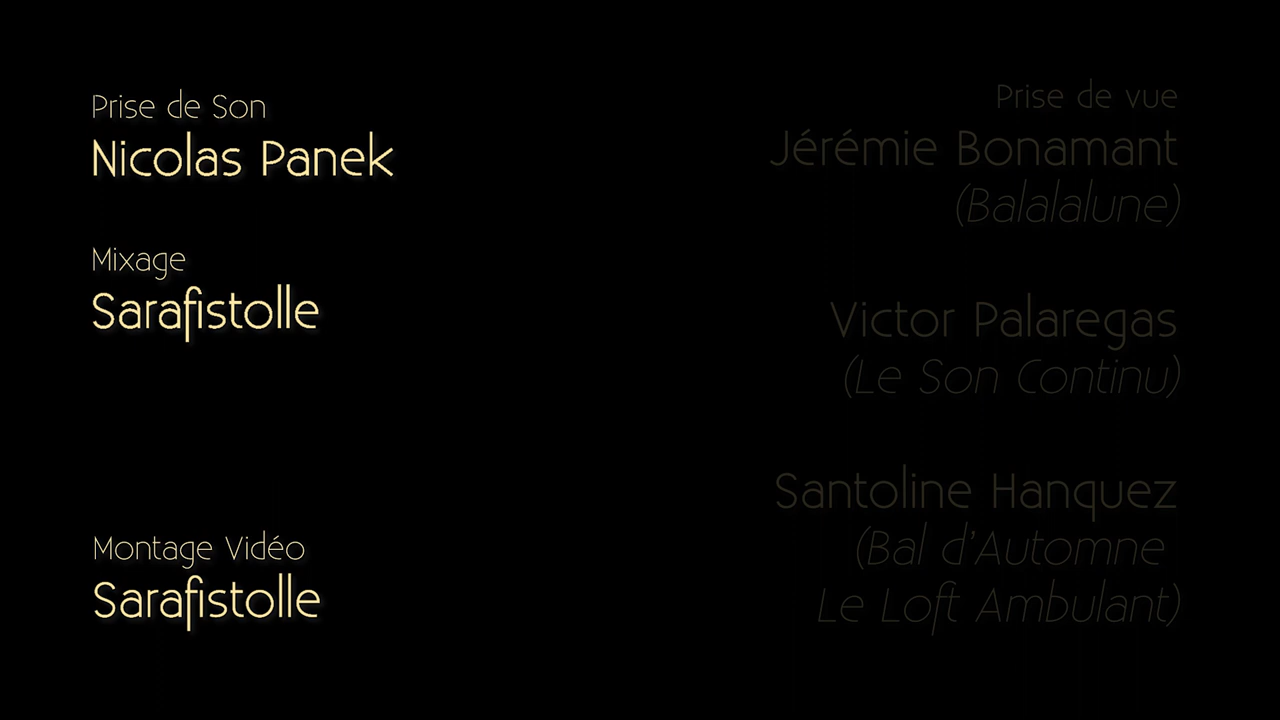 Prise de Son
Nicolas Panek
Mixage
Sarafistolle
Montage Vidéo
Sarafistolle
Prise de vue
Jérémie Bonamant
(Balalalune)
Victor Palaregas
(Le Son Continu)
Santoline Hanquez
(Bal d'Automne
Le Loft Ambulant)